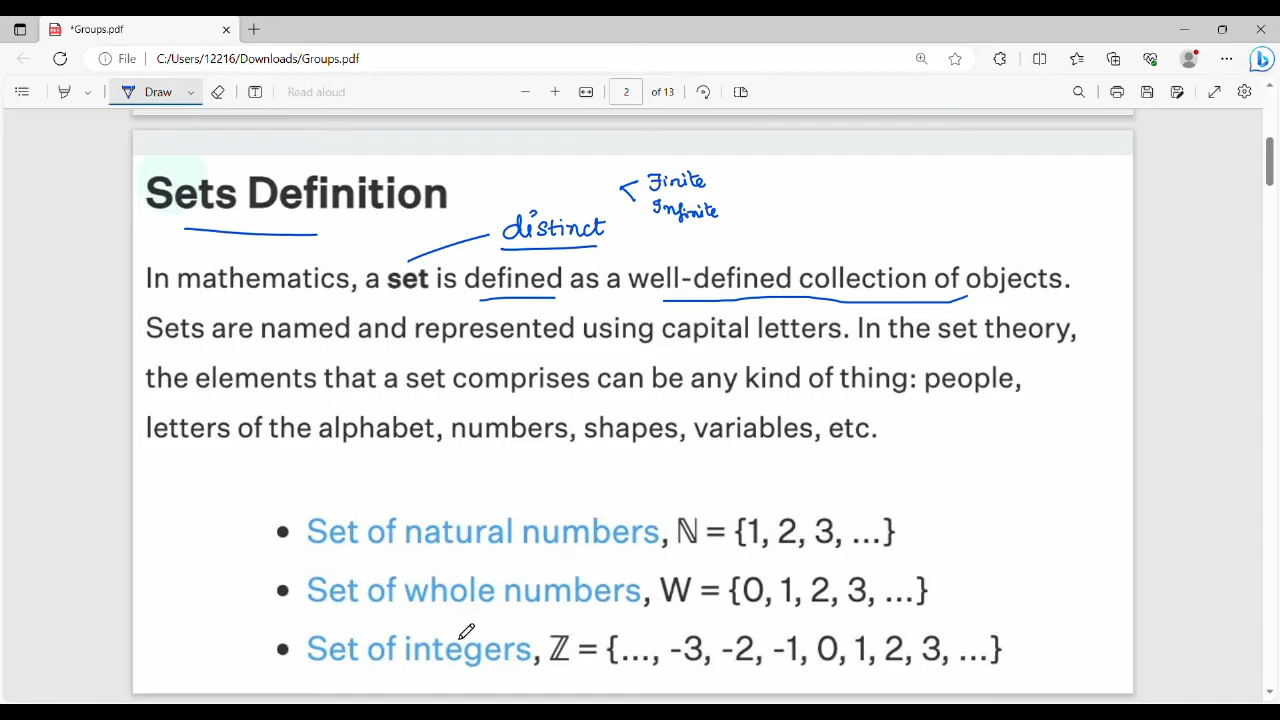 *Groups.pdf
File
C:/Users/12216/Downloads/Groups.pdf
Draw
Read aloud
2
of 13
Sets Definition
Finite
Infinite
distinct
In mathematics, a set is defined as a well-defined collection of objects.
Sets are named and represented using capital letters. In the set theory,
the elements that a set comprises can be any kind of thing: people,
letters of the alphabet, numbers, shapes, variables, etc.
• Set of natural numbers, ℕ = {1, 2, 3, ...}
• Set of whole numbers, W = {0, 1, 2, 3, ...}
• Set of integers, ℤ = {..., -3, -2, -1, 0, 1, 2, 3, ...}